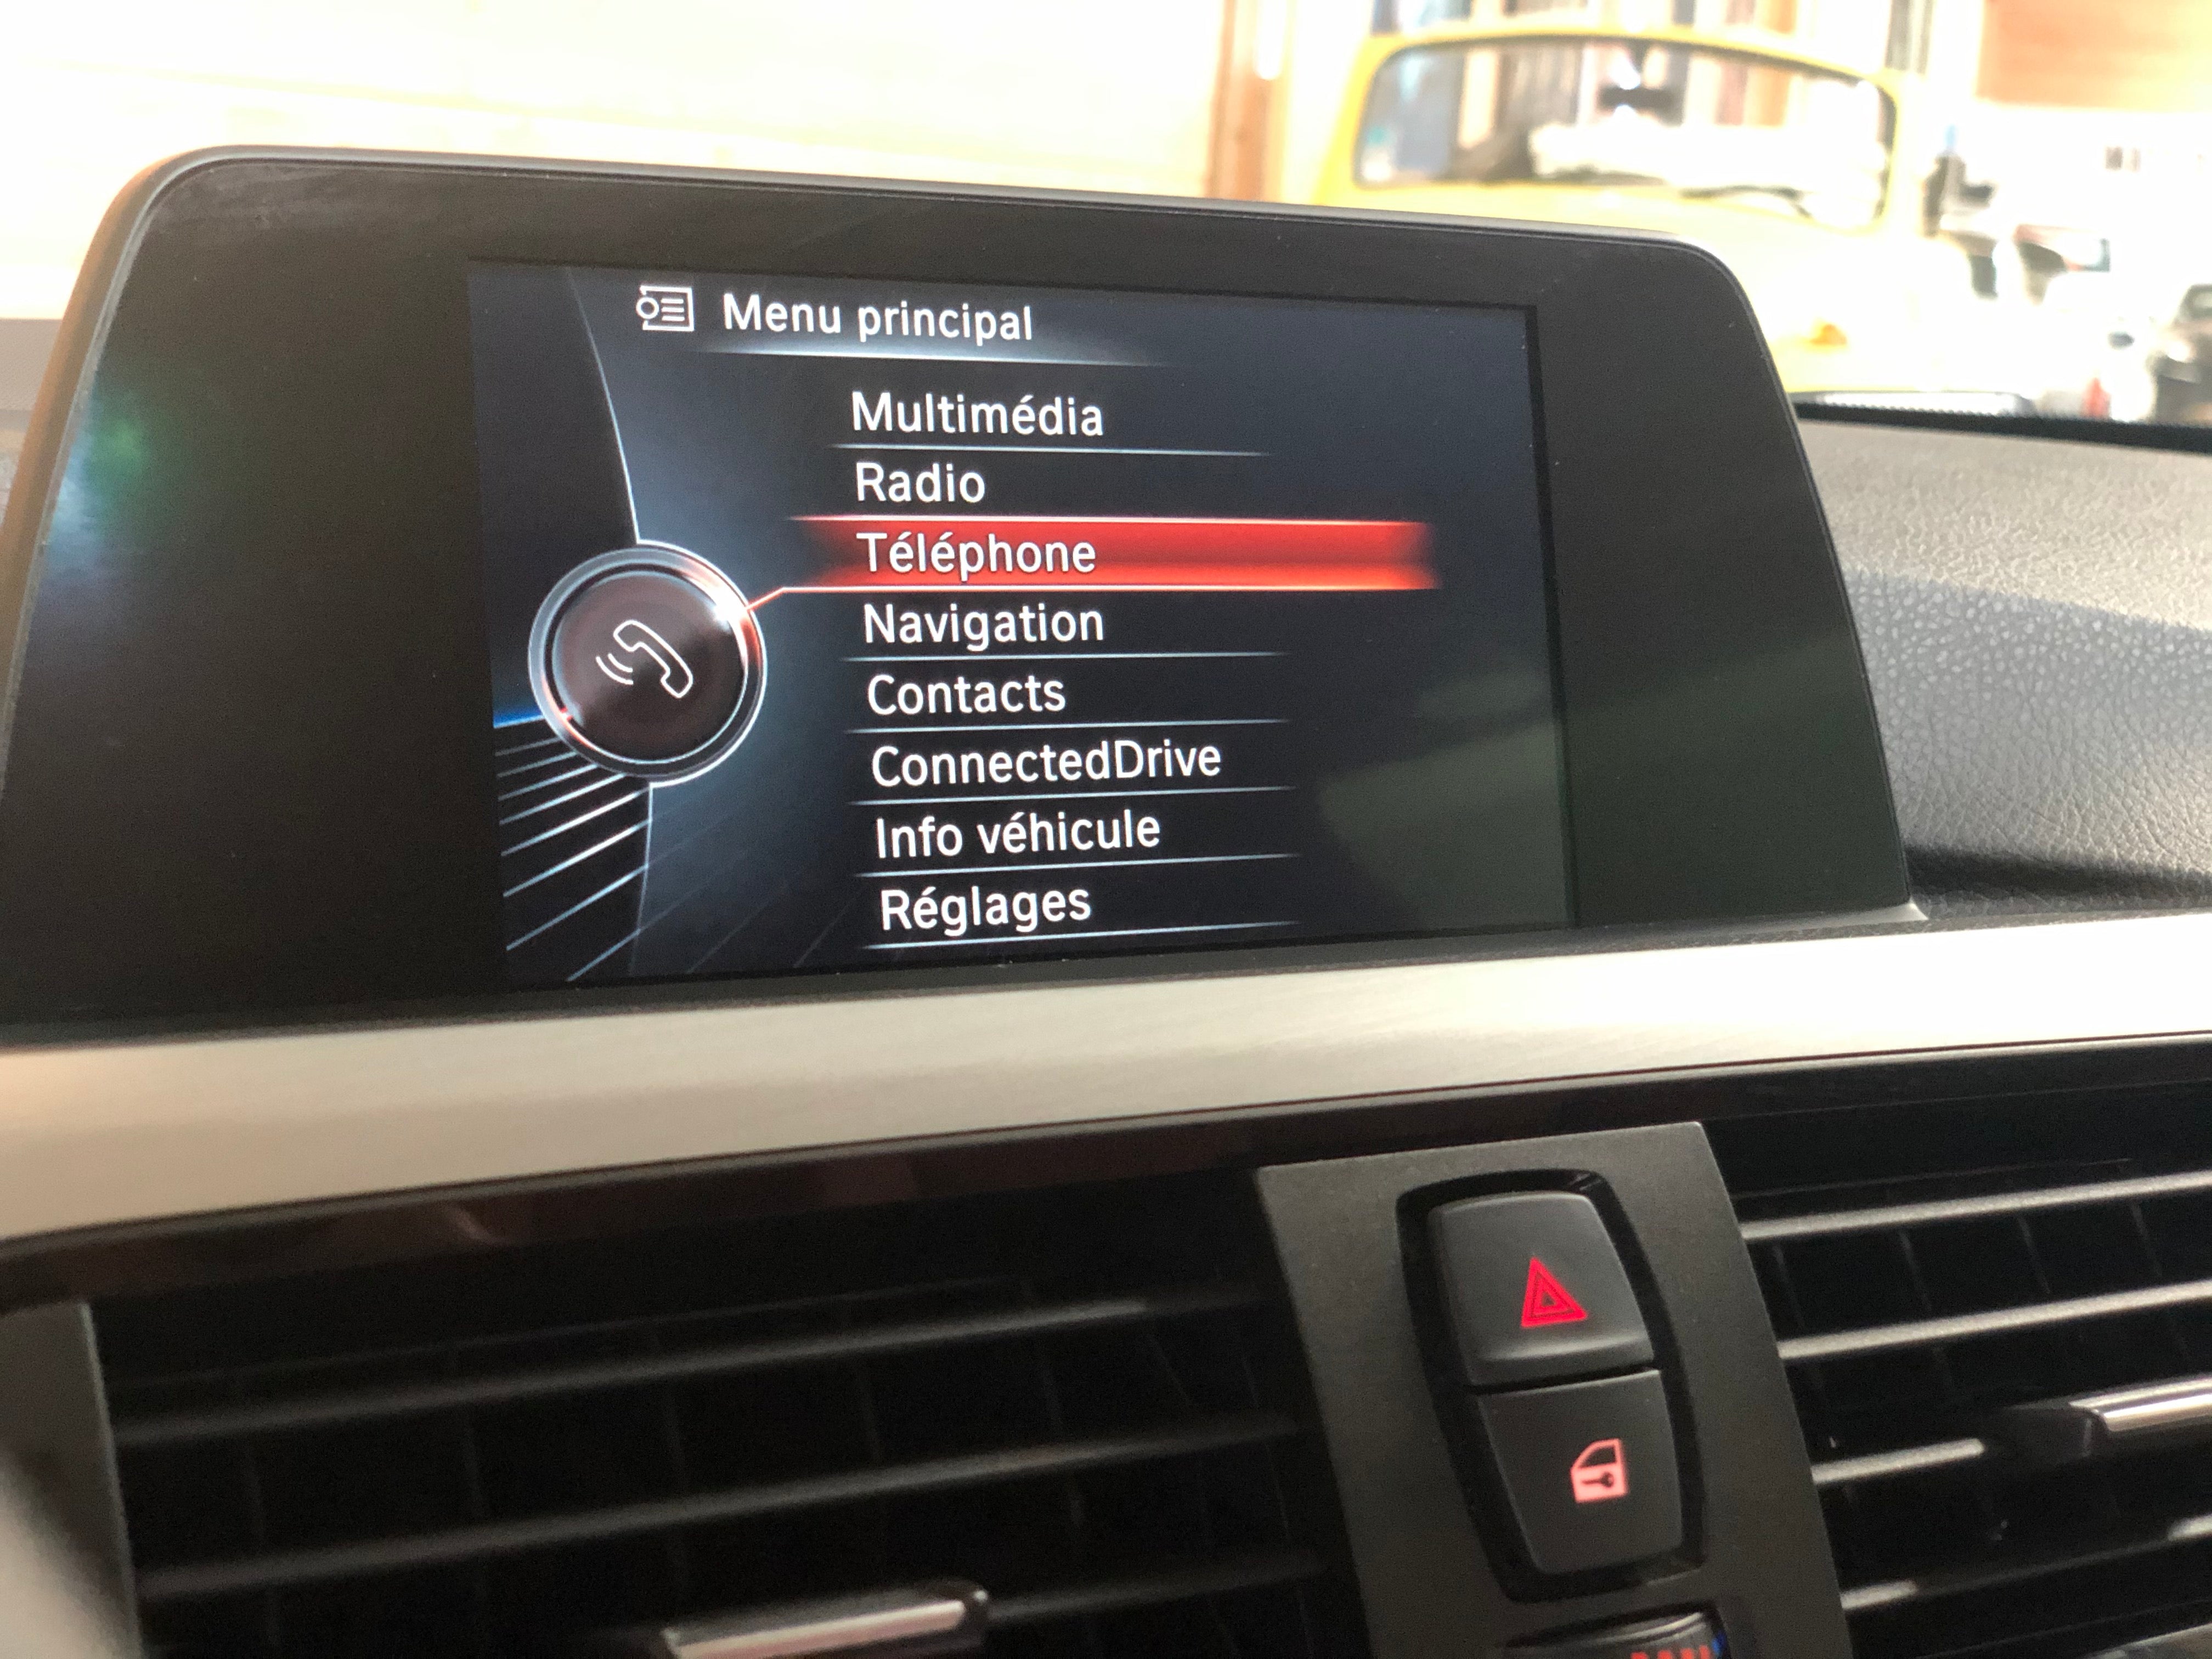 Menu principal
Multimédia
Radio
Téléphone
Navigation
Contacts
ConnectedDrive
Info véhicule
Réglages